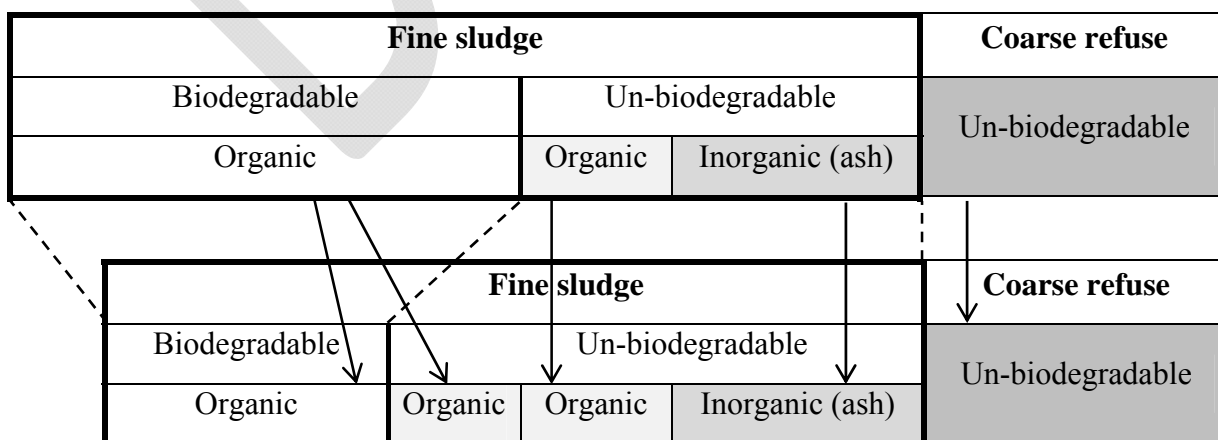 Fine sludge Coarse refuse
Biodegradable Un-biodegradable
Un-biodegradable
Organic Organic Inorganic (ash)
Fine sludge Coarse refuse
Biodegradable Un-biodegradable
Un-biodegradable
Organic Organic Organic Inorganic (ash)